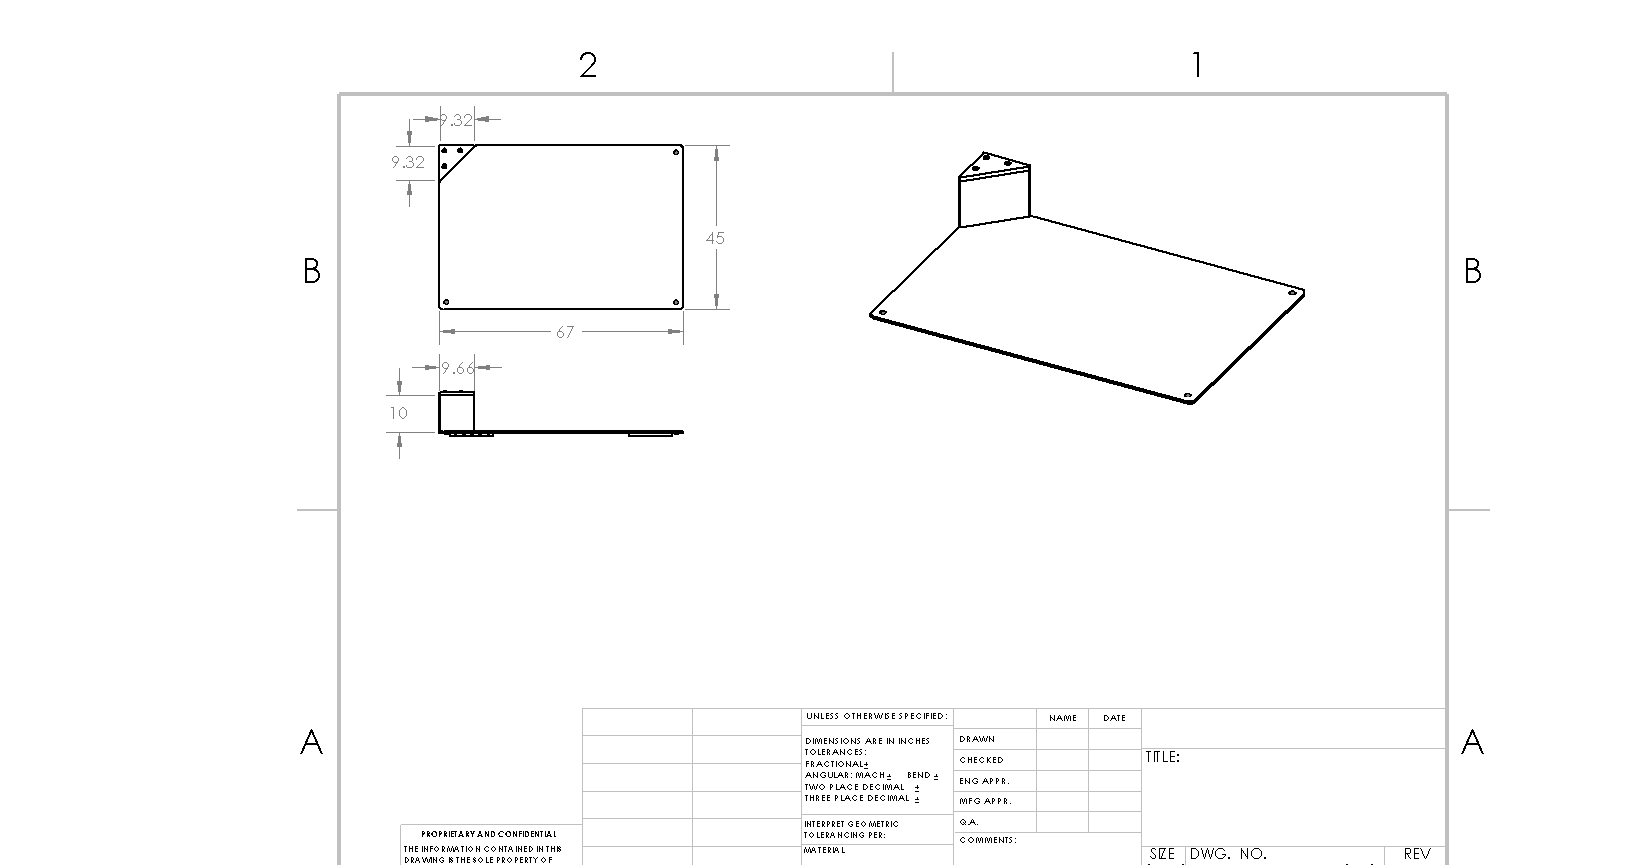 2
1
9.32
9.32
45
67
9.66
10
B
B
A
A
UNLESS OTHERWISE SPECIFIED:
DIMENSIONS ARE IN INCHES
TOLERANCES:
FRACTIONAL±
ANGULAR: MACH± BEND ±
TWO PLACE DECIMAL ±
THREE PLACE DECIMAL ±
INTERPRET GEOMETRIC
TOLERANCING PER:
MATERIAL
NAME DATE
DRAWN
CHECKED
ENG APPR.
MFG APPR.
Q.A.
COMMENTS:
TITLE:
SIZE DWG. NO. REV
PROPRIETARY AND CONFIDENTIAL
THE INFORMATION CONTAINED IN THIS
DRAWING IS THE SOLE PROPERTY OF